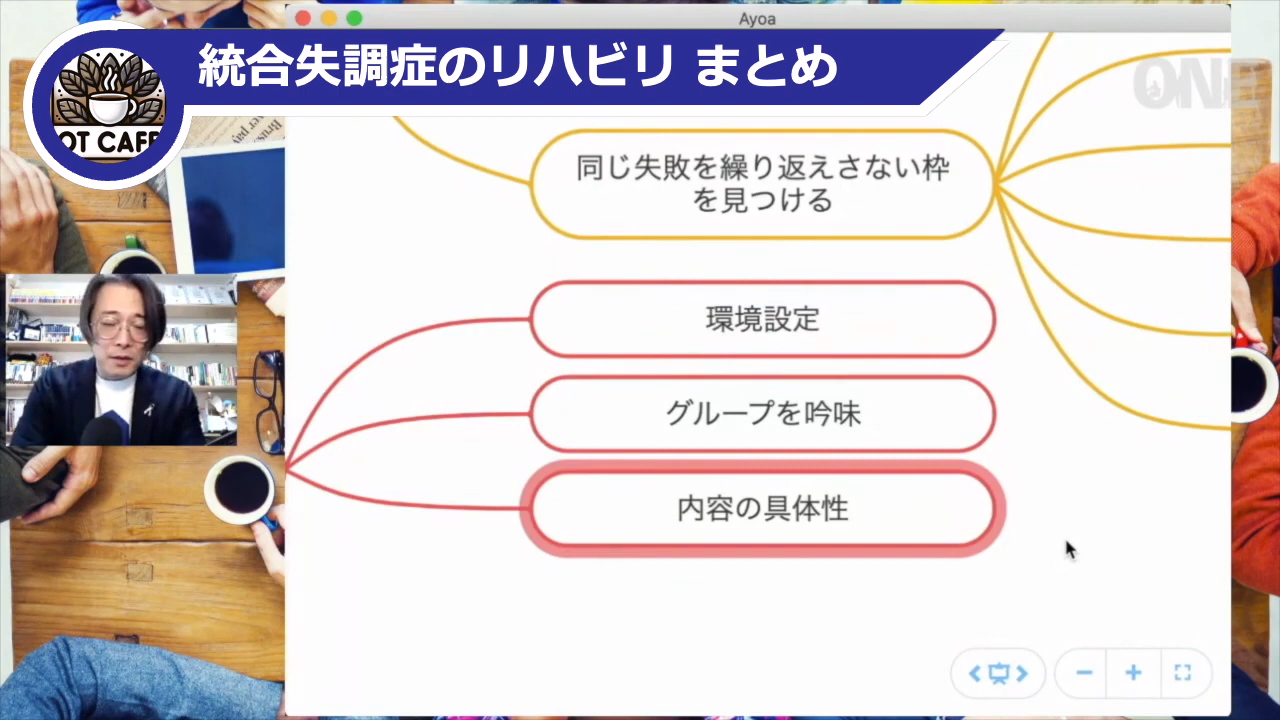 Ayoa
統合失調症のリハビリ まとめ
OT CAFE
ONE
同じ失敗を繰り返えさない枠
を見つける
環境設定
グループを吟味
内容の具体性